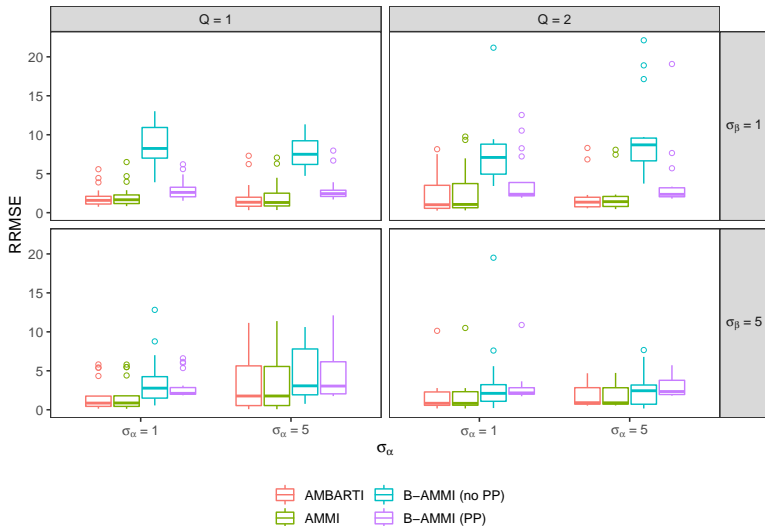 Q = 1
Q = 2
20
15
10
5
0
σβ = 1
RRMSE
20
15
10
5
0
σβ = 5
σα = 1
σα = 5
σα = 1
σα = 5
σα
AMBARTI
B−AMMI (no PP)
AMMI
B−AMMI (PP)